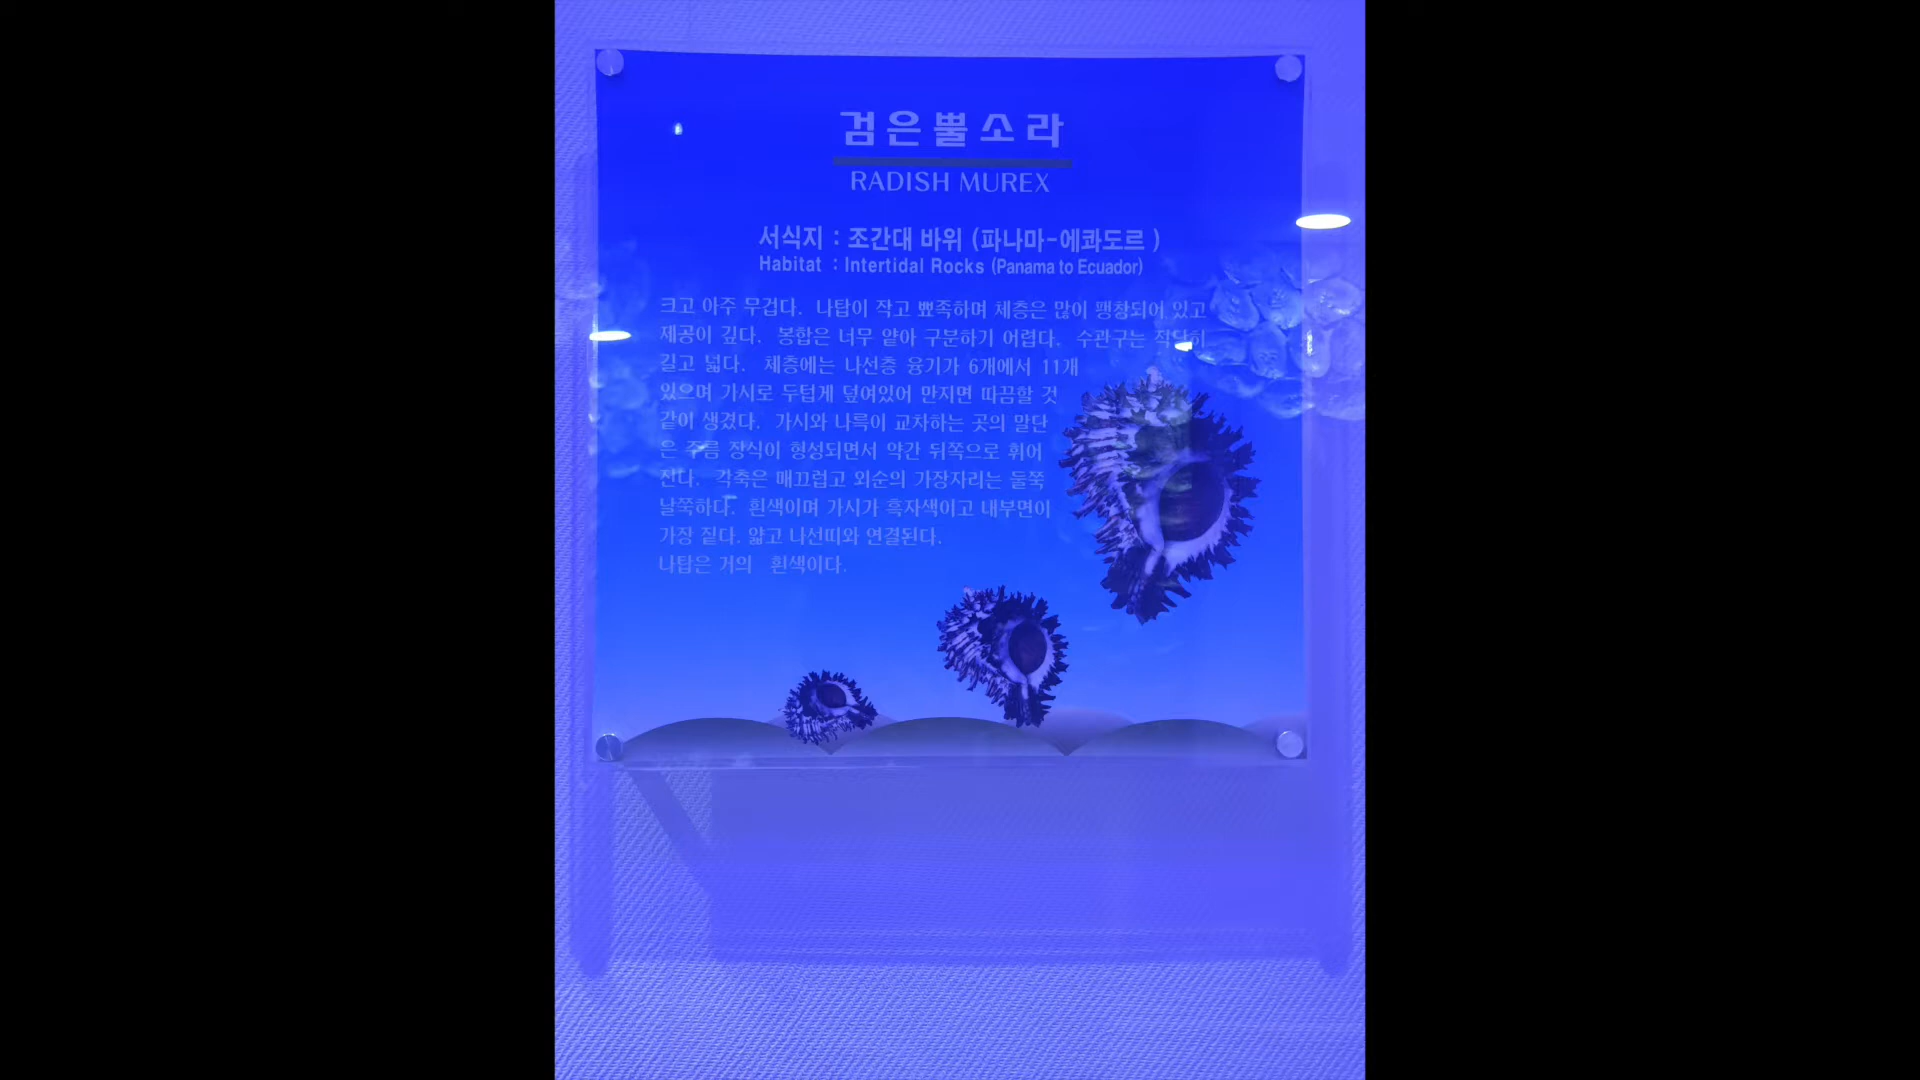 검은뿔소라
RADISH MUREX
서식지 : 조간대 바위 (파나마-에콰도르 )
Habitat : Intertidal Rocks (Panama to Ecuador)
크고 아주 무겁다. 나탑이 작고 뾰족하며 체층은 많이 팽창되어 있고
제공이 깊다. 봉합은 너무 얕아 구분하기 어렵다. 수관구는 적당히
길고 넓다. 체층에는 나선층 융기가 6개에서 11개
있으며 가시로 두텁게 덮여있어 만지면 따끔할 것
같이 생겼다. 가시와 나륵이 교차하는 곳의 말단
은 주름 장식이 형성되면서 약간 뒤쪽으로 휘어
진다. 각축은 매끄럽고 외순의 가장자리는 둘쭉
날쭉하다. 흰색이며 가시가 흑자색이고 내부면이
가장 짙다. 얇고 나선띠와 연결된다.
나탑은 거의 흰색이다.